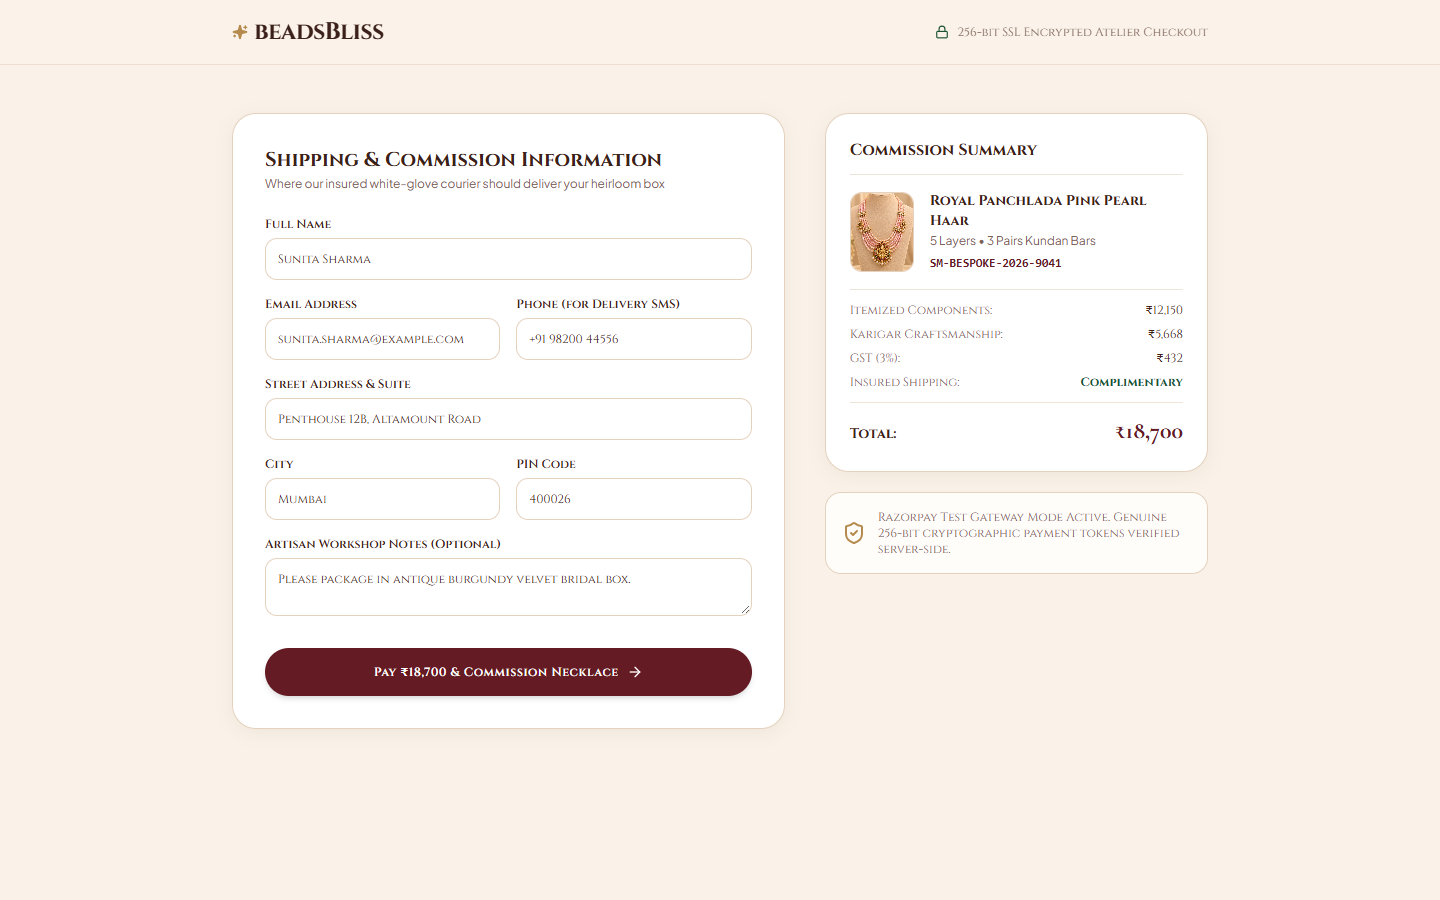 BEADSBLISS
256-BIT SSL ENCRYPTED ATELIER CHECKOUT
SHIPPING & COMMISSION INFORMATION
Where our insured white-glove courier should deliver your heirloom box
FULL NAME
SUNITA SHARMA
EMAIL ADDRESS
PHONE (FOR DELIVERY SMS)
SUNITA.SHARMA@EXAMPLE.COM
+91 98200 44556
STREET ADDRESS & SUITE
PENTHOUSE 12B, ALTAMOUNT ROAD
CITY
PIN CODE
MUMBAI
400026
ARTISAN WORKSHOP NOTES (OPTIONAL)
PLEASE PACKAGE IN ANTIQUE BURGUNDY VELVET BRIDAL BOX.
PAY ₹18,700 & COMMISSION NECKLACE
COMMISSION SUMMARY
ROYAL PANCHLADA PINK PEARL
HAAR
5 Layers • 3 Pairs Kundan Bars
SM-BESPOKE-2026-9041
ITEMIZED COMPONENTS: ₹12,150
KARIGAR CRAFTSMANSHIP: ₹5,668
GST (3%): ₹432
INSURED SHIPPING: COMPLIMENTARY
TOTAL: ₹18,700
RAZORPAY TEST GATEWAY MODE ACTIVE. GENUINE
256-BIT CRYPTOGRAPHIC PAYMENT TOKENS VERIFIED
SERVER-SIDE.